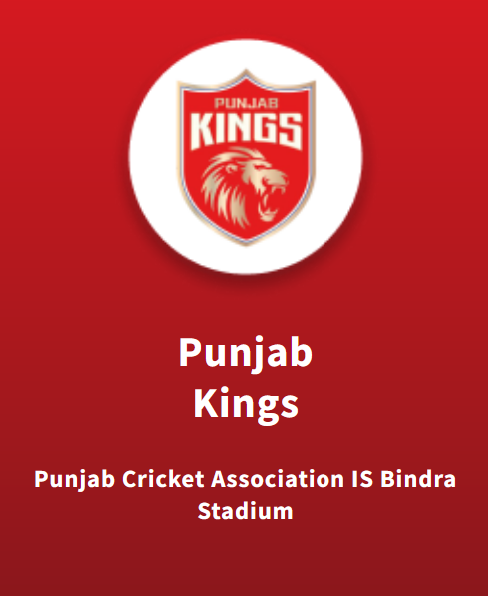 PUNJAB
KINGS
Punjab
Kings
Punjab Cricket Association IS Bindra
Stadium